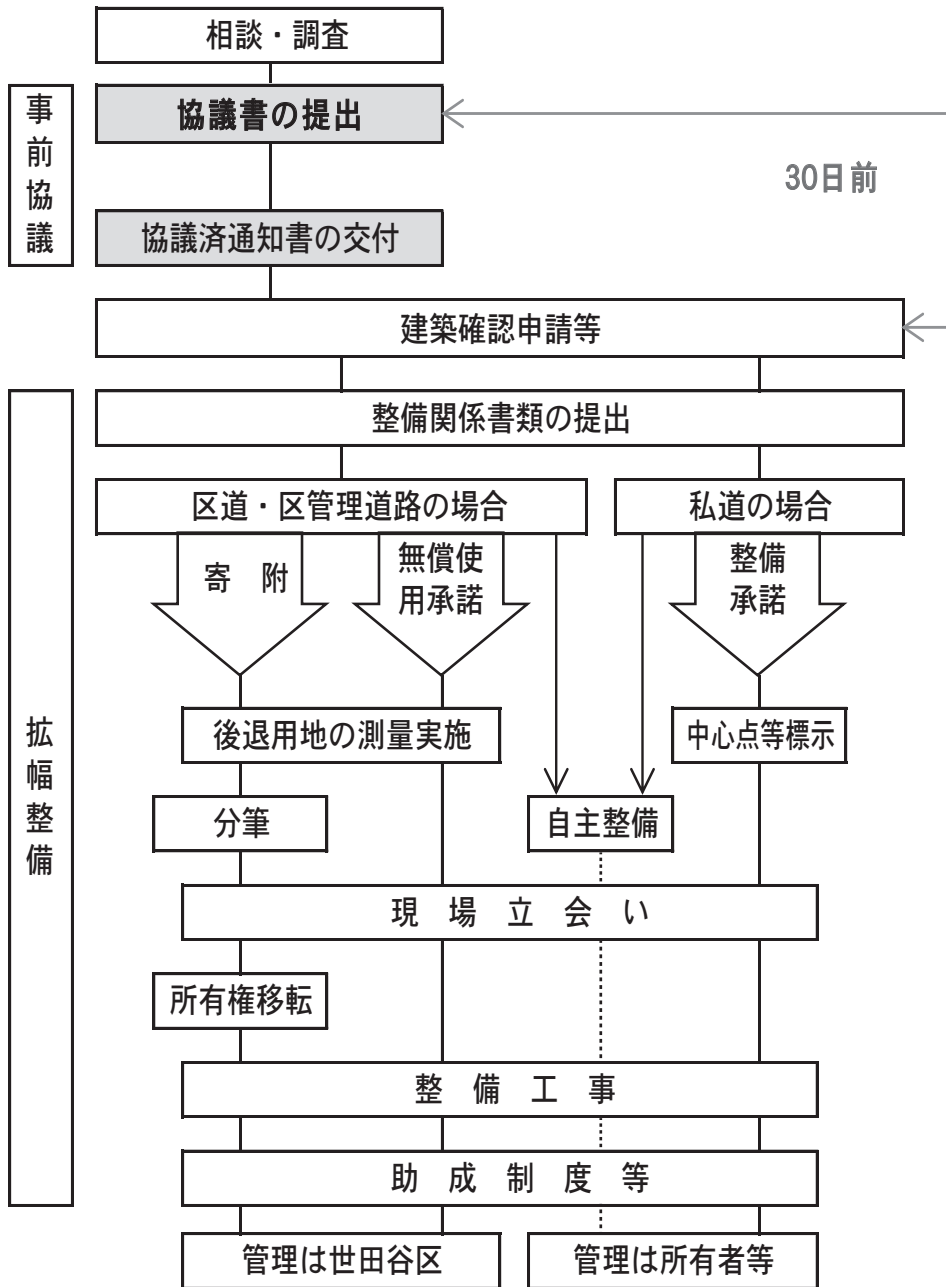 相談・調査
事前協議
協議書の提出
30日前
協議済通知書の交付
建築確認申請等
拡幅整備
整備関係書類の提出
区道・区管理道路の場合
私道の場合
寄　附
無償使
用承諾
整備
承諾
後退用地の測量実施
中心点等標示
分筆
自主整備
現　場　立　会　い
所有権移転
整　備　工　事
助　成　制　度　等
管理は世田谷区
管理は所有者等